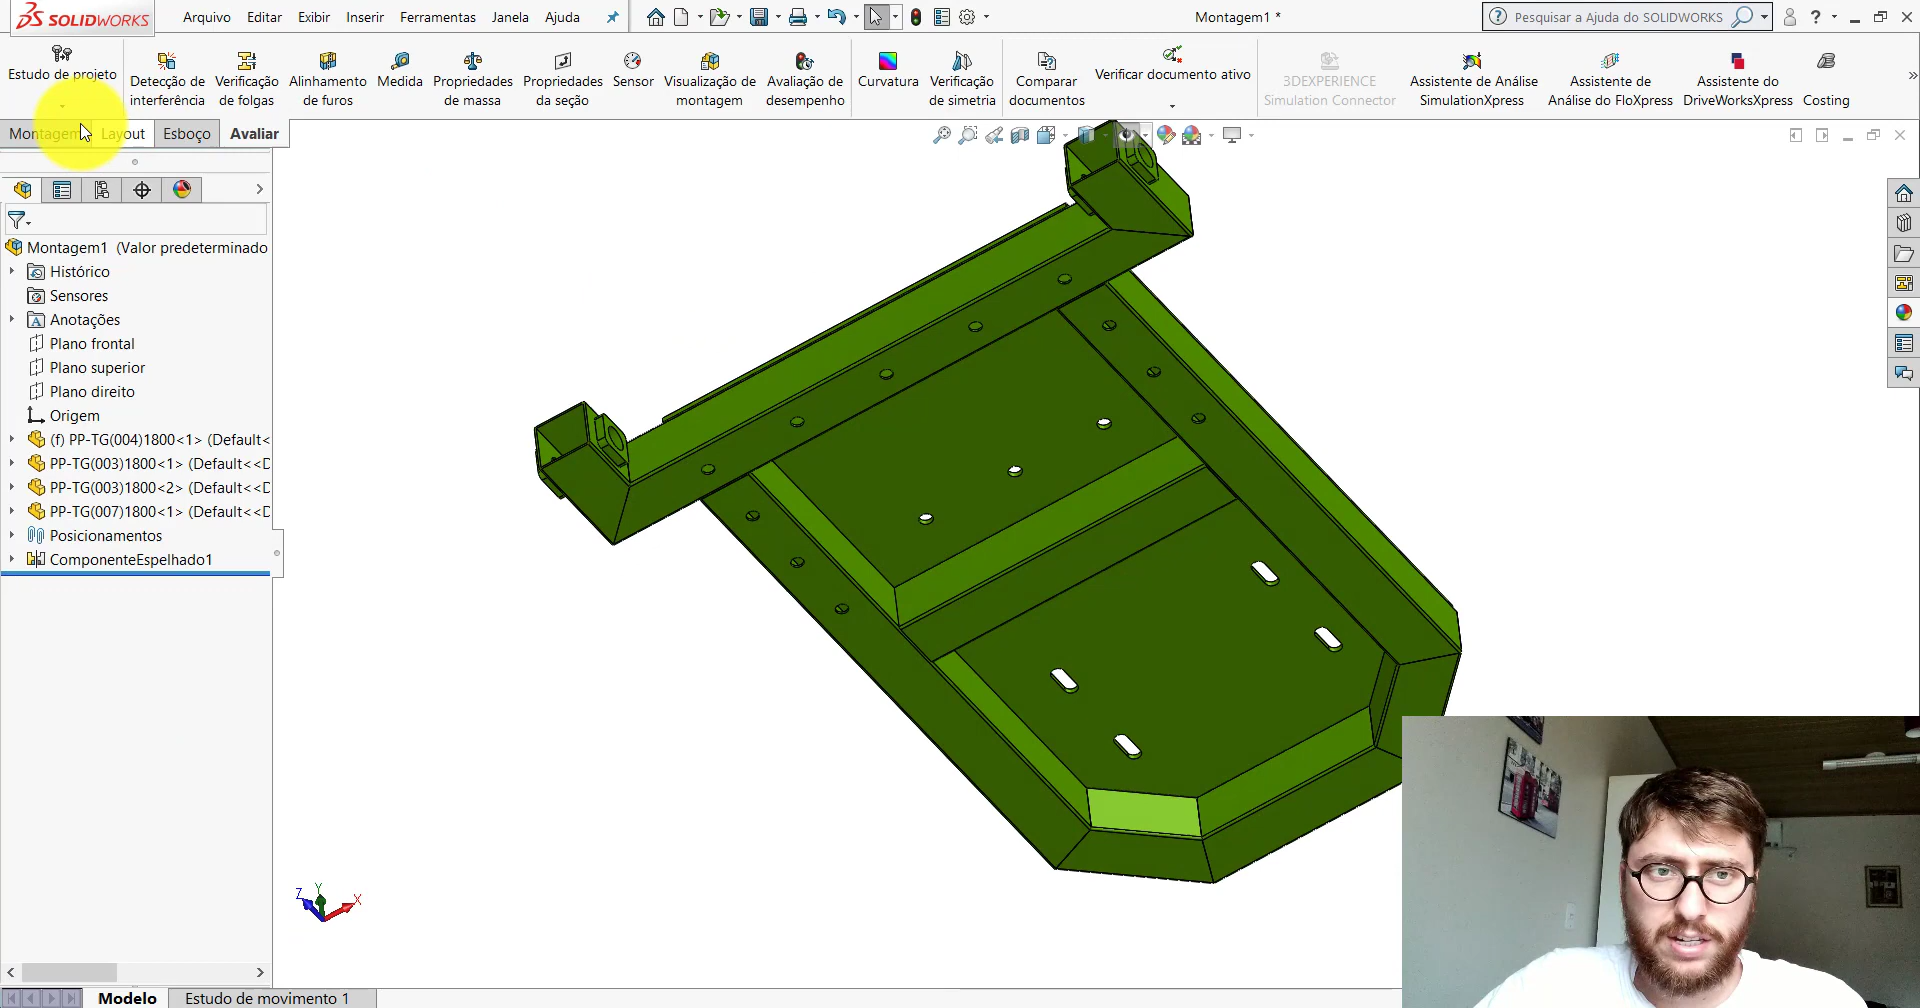 SOLIDWORKS
Arquivo Editar Exibir Inserir Ferramentas Janela Ajuda
Montagem1 *
Pesquisar a Ajuda do SOLIDWORKS
Estudo de projeto
Detecção de interferência
Verificação de folgas
Alinhamento de furos
Medida
Propriedades de massa
Propriedades da seção
Sensor
Visualização de montagem
Avaliação de desempenho
Curvatura
Verificação de simetria
Comparar documentos
Verificar documento ativo
3DEXPERIENCE Simulation Connector
Assistente de Análise SimulationXpress
Assistente de Análise do FloXpress
Assistente do DriveWorksXpress
Costing
Montagem Layout Esboço Avaliar
Montagem1 (Valor predeterminado
Histórico
Sensores
Anotações
Plano frontal
Plano superior
Plano direito
Origem
(f) PP-TG(004)1800<1> (Default<
PP-TG(003)1800<1> (Default<<D
PP-TG(003)1800<2> (Default<<D
PP-TG(007)1800<1> (Default<<D
Posicionamentos
ComponenteEspelhado1
Z Y X
Modelo Estudo de movimento 1